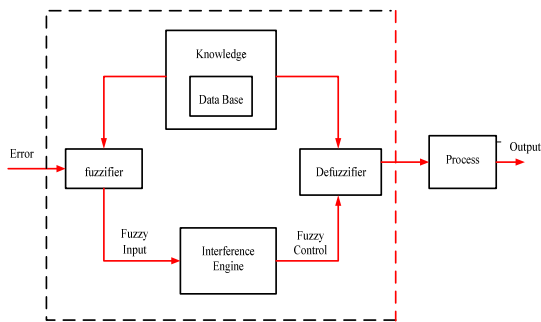 Knowledge
Data Base
Error
fuzzifier
Defuzzifier
Process
Output
Fuzzy
Input
Interference
Engine
Fuzzy
Control